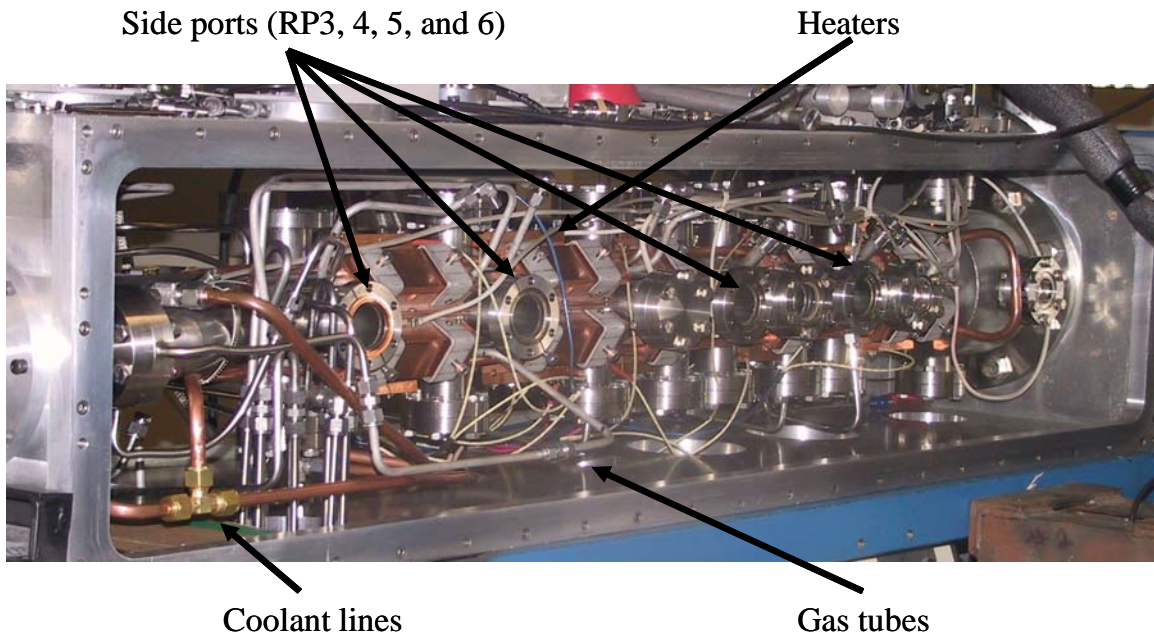 Side ports (RP3, 4, 5, and 6)
Heaters
Coolant lines
Gas tubes